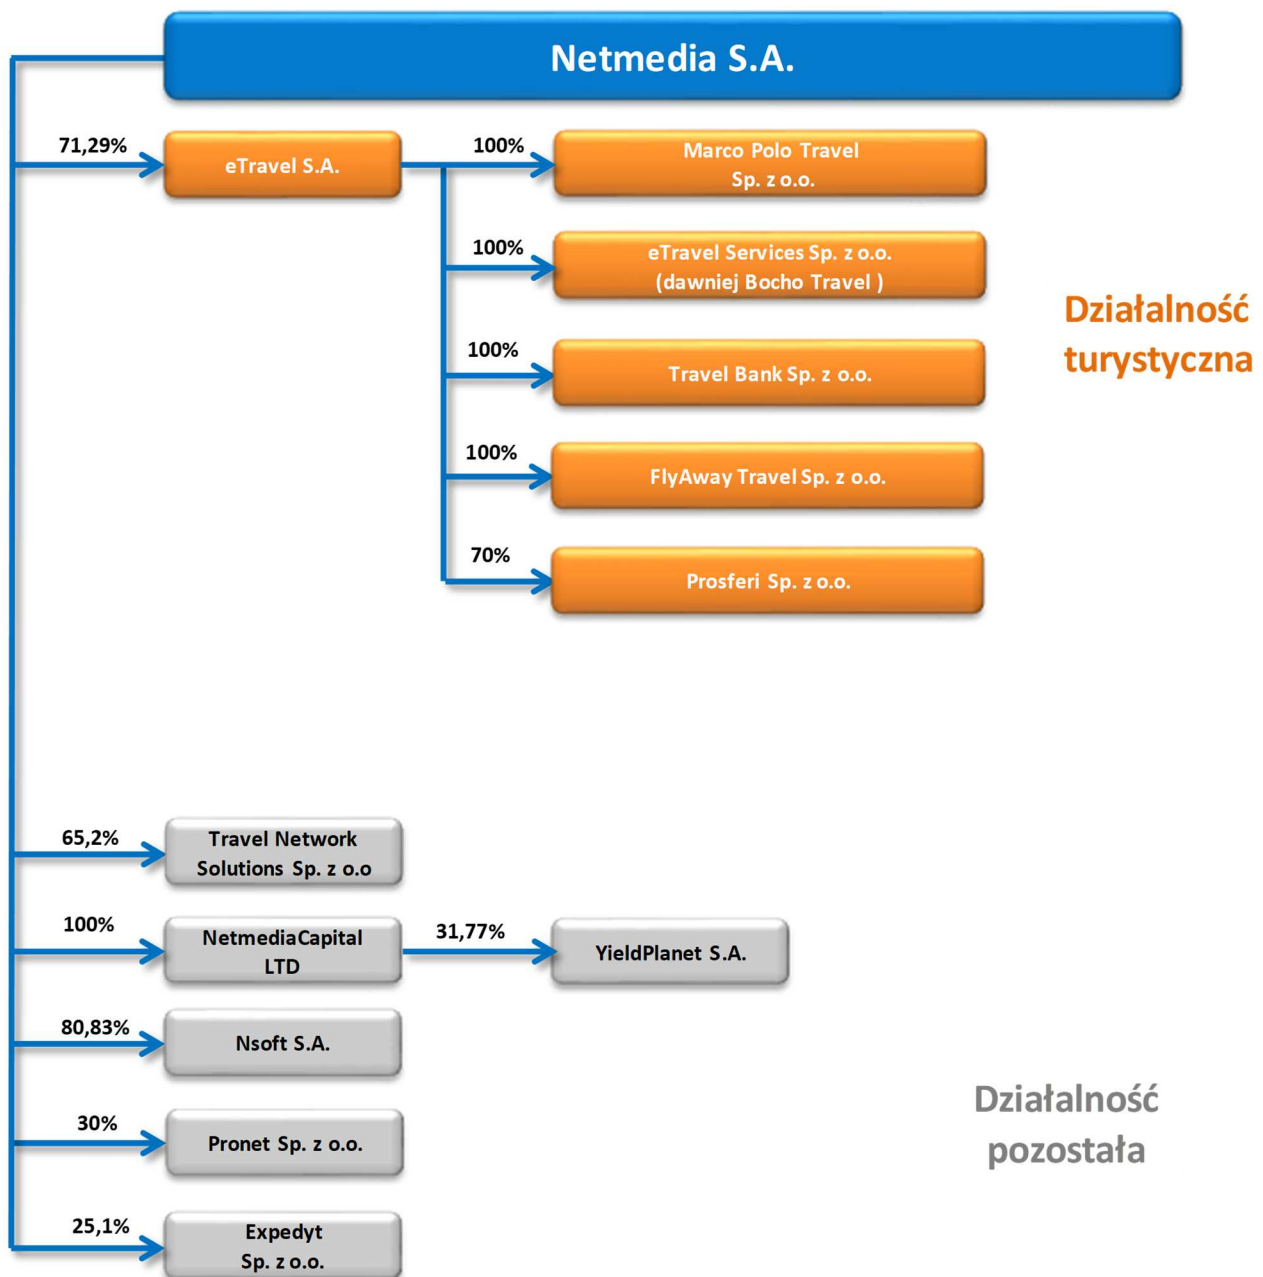 Netmedia S.A.
71,29%
eTravel S.A.
100%
Marco Polo Travel
Sp. z o.o.
100%
eTravel Services Sp. z o.o.
(dawniej Bocho Travel )
Działalność
turystyczna
100%
Travel Bank Sp. z o.o.
100%
FlyAway Travel Sp. z o.o.
70%
Prosferi Sp. z o.o.
65,2%
Travel Network
Solutions Sp. z o.o
100%
NetmediaCapital
LTD
31,77%
YieldPlanet S.A.
80,83%
Nsoft S.A.
Działalność
pozostała
30%
Pronet Sp. z o.o.
25,1%
Expedyt
Sp. z o.o.